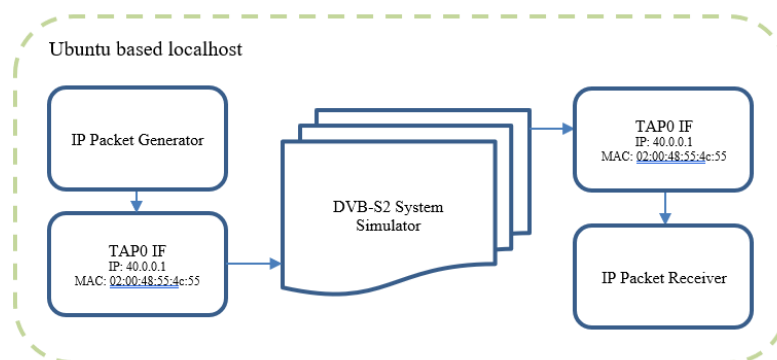 Ubuntu based localhost
IP Packet Generator
TAP0 IF
IP: 40.0.0.1
MAC: 02:00:48:55:4c:55
DVB-S2 System
Simulator
TAP0 IF
IP: 40.0.0.1
MAC: 02:00:48:55:4c:55
IP Packet Receiver